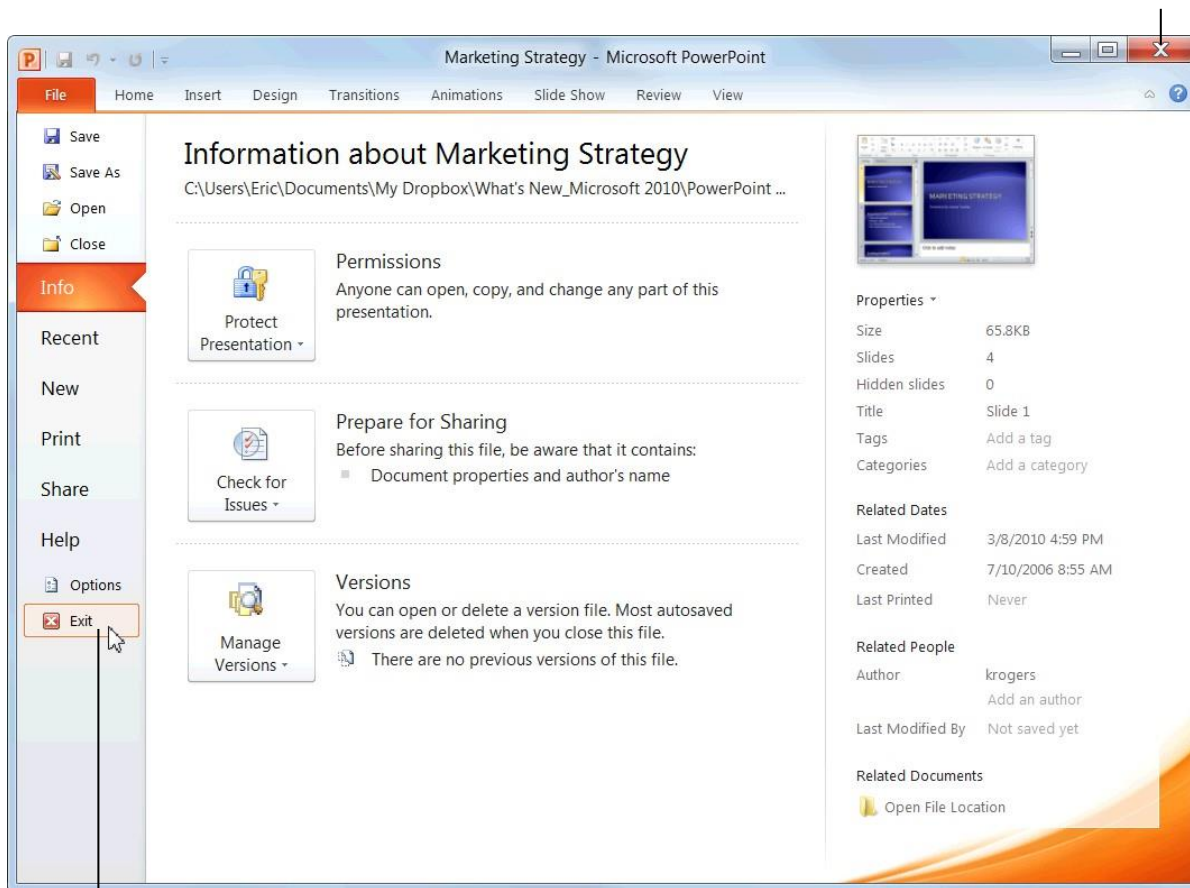 Marketing Strategy - Microsoft PowerPoint
File Home Insert Design Transitions Animations Slide Show Review View
Save
Save As
Open
Close
Info
Recent
New
Print
Share
Help
Options
Exit
Information about Marketing Strategy
C:\Users\Eric\Documents\My Dropbox\What's New_Microsoft 2010\PowerPoint ...
Protect
Presentation
Permissions
Anyone can open, copy, and change any part of this
presentation.
Check for
Issues
Prepare for Sharing
Before sharing this file, be aware that it contains:
Document properties and author's name
Manage
Versions
Versions
You can open or delete a version file. Most autosaved
versions are deleted when you close this file.
There are no previous versions of this file.
MARKETING STRATEGY
Properties
Size 65.8KB
Slides 4
Hidden slides 0
Title Slide 1
Tags Add a tag
Categories Add a category
Related Dates
Last Modified 3/8/2010 4:59 PM
Created 7/10/2006 8:55 AM
Last Printed Never
Related People
Author krogers
Add an author
Last Modified By Not saved yet
Related Documents
Open File Location